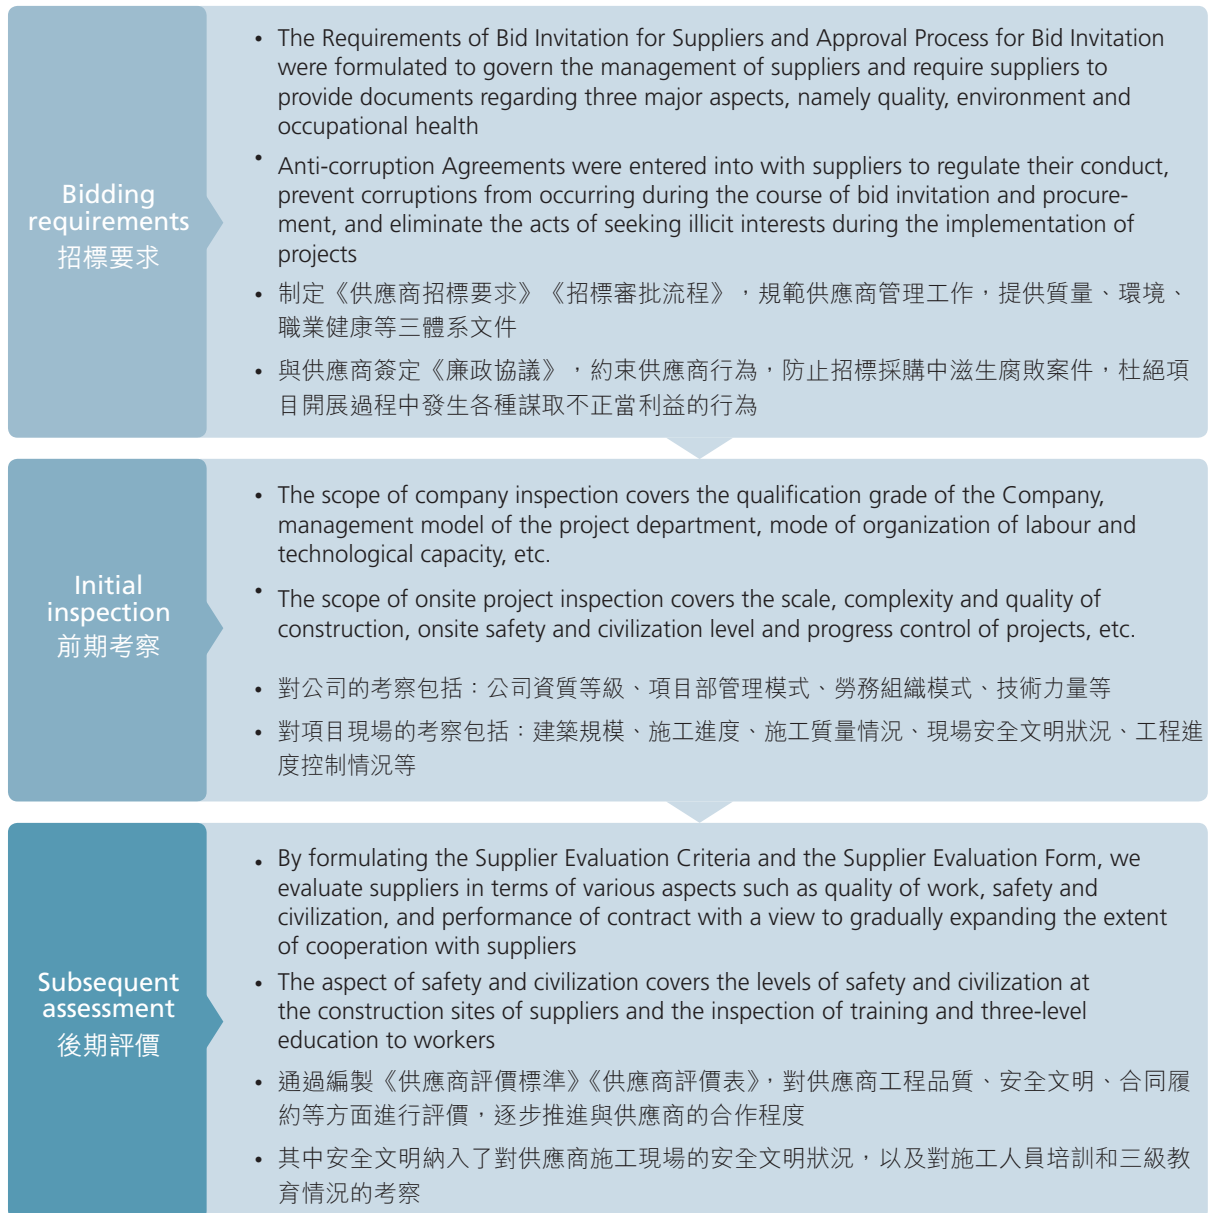 Bidding
requirements
招標要求
• The Requirements of Bid Invitation for Suppliers and Approval Process for Bid Invitation
were formulated to govern the management of suppliers and require suppliers to
provide documents regarding three major aspects, namely quality, environment and
occupational health
• Anti-corruption Agreements were entered into with suppliers to regulate their conduct,
prevent corruptions from occurring during the course of bid invitation and procure-
ment, and eliminate the acts of seeking illicit interests during the implementation of
projects
• 制定《供應商招標要求》《招標審批流程》，規範供應商管理工作，提供質量、環境、
職業健康等三體系文件
• 與供應商簽定《廉政協議》，約束供應商行為，防止招標採購中滋生腐敗案件，杜絕項
目開展過程中發生各種謀取不正當利益的行為
Initial
inspection
前期考察
• The scope of company inspection covers the qualification grade of the Company,
management model of the project department, mode of organization of labour and
technological capacity, etc.
• The scope of onsite project inspection covers the scale, complexity and quality of
construction, onsite safety and civilization level and progress control of projects, etc.
• 對公司的考察包括：公司資質等級、項目部管理模式、勞務組織模式、技術力量等
• 對項目現場的考察包括：建築規模、施工進度、施工質量情況、現場安全文明狀況、工程進
度控制情況等
Subsequent
assessment
後期評價
• By formulating the Supplier Evaluation Criteria and the Supplier Evaluation Form, we
evaluate suppliers in terms of various aspects such as quality of work, safety and
civilization, and performance of contract with a view to gradually expanding the extent
of cooperation with suppliers
• The aspect of safety and civilization covers the levels of safety and civilization at
the construction sites of suppliers and the inspection of training and three-level
education to workers
• 通過編製《供應商評價標準》《供應商評價表》，對供應商工程品質、安全文明、合同履
約等方面進行評價，逐步推進與供應商的合作程度
• 其中安全文明納入了對供應商施工現場的安全文明狀況，以及對施工人員培訓和三級教
育情況的考察